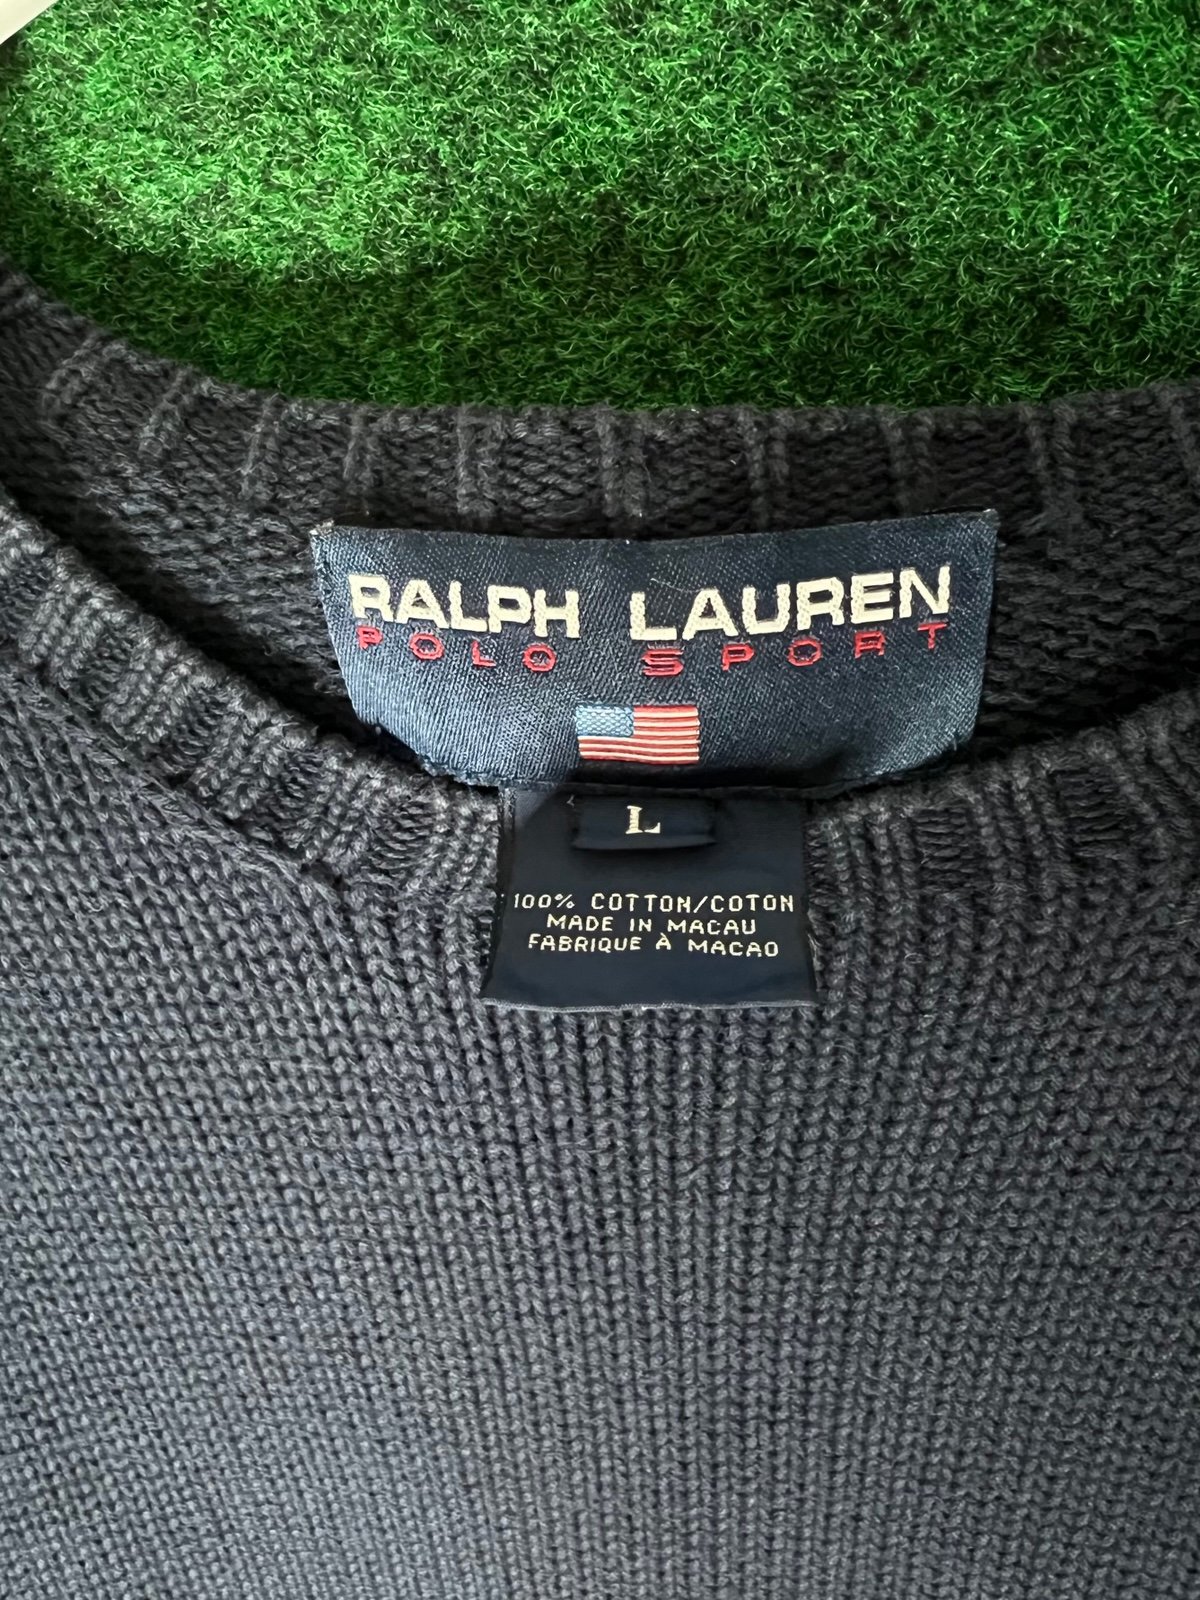 RALPH LAUREN
POLO SPORT
L
100% COTTON/COTON
MADE IN MACAU
FABRIQUE À MACAO